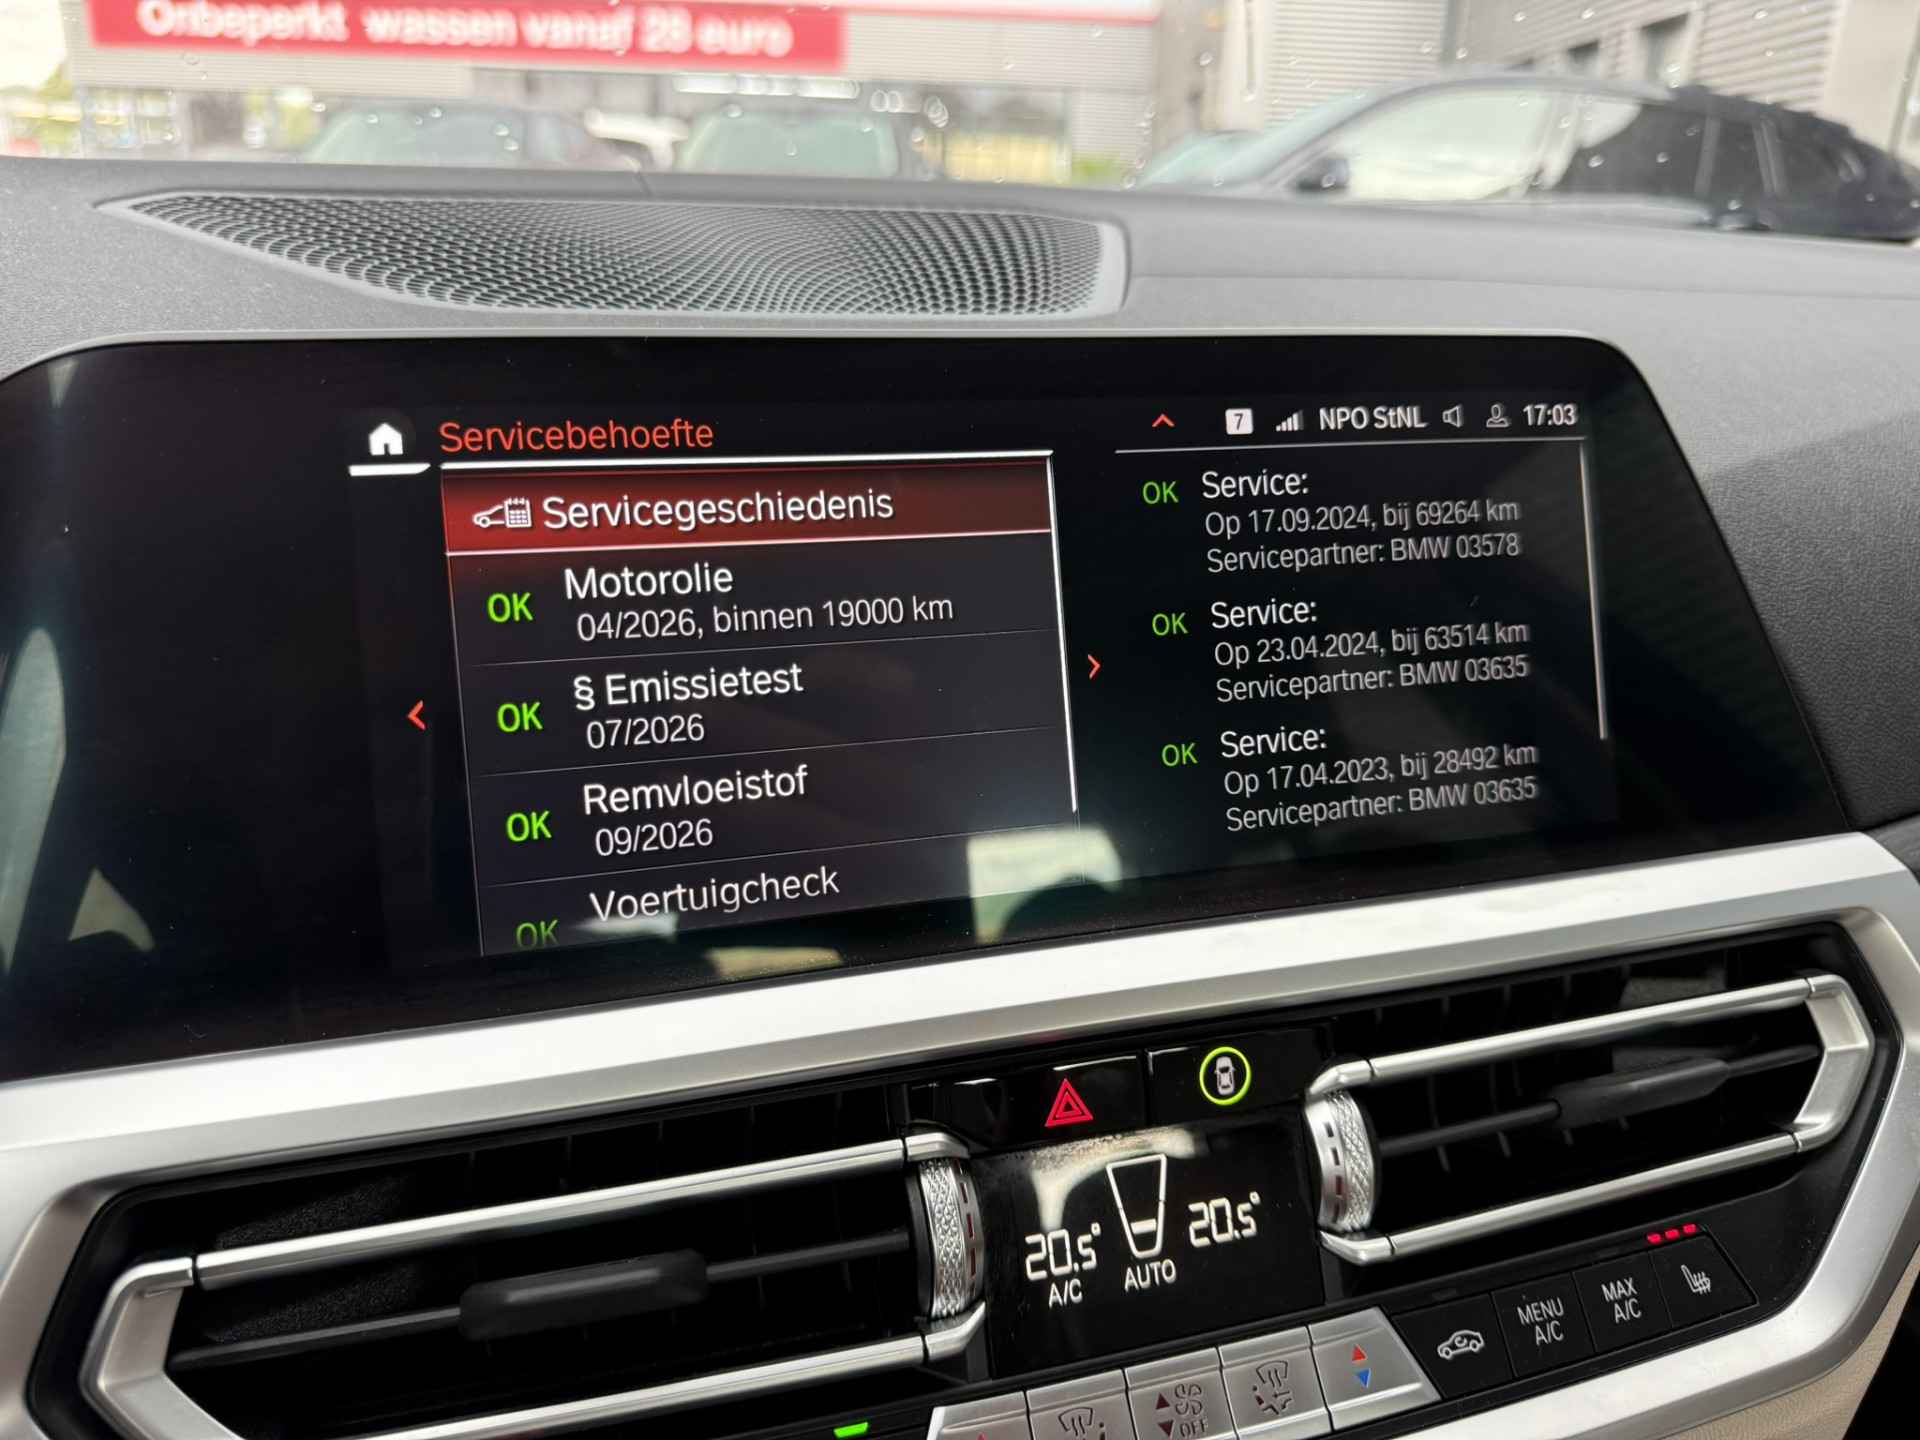 Onbeperkt wassen vanaf 28 euro
Servicebehoefte
7 NPO StNL 17:03
Servicegeschiedenis
OK Motorolie
04/2026, binnen 19000 km
OK § Emissietest
07/2026
OK Remvloeistof
09/2026
OK Voertuigcheck
OK Service:
Op 17.09.2024, bij 69264 km
Servicepartner: BMW 03578
OK Service:
Op 23.04.2024, bij 63514 km
Servicepartner: BMW 03635
OK Service:
Op 17.04.2023, bij 28492 km
Servicepartner: BMW 03635
20.5° 20.5°
A/C AUTO
MENU
A/C
MAX
A/C
OFF